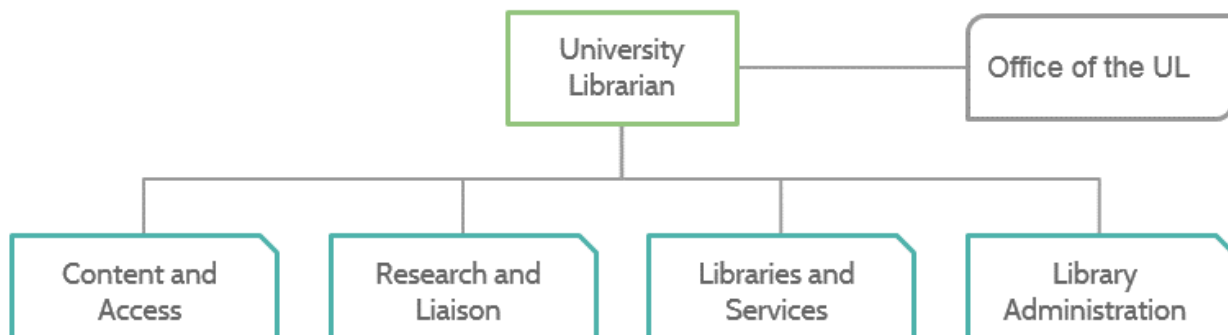 University
Librarian
Office of the UL
Content and
Access
Research and
Liaison
Libraries and
Services
Library
Administration